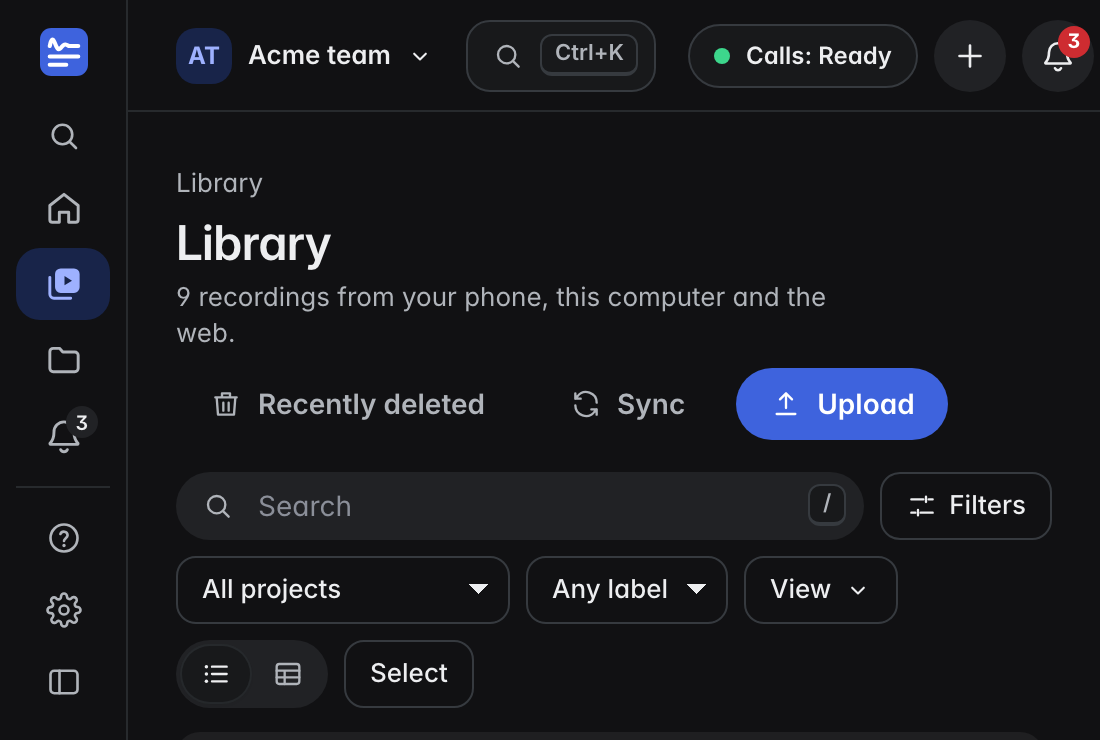 AT Acme team Ctrl+K Calls: Ready 3
Library
Library
9 recordings from your phone, this computer and the
web.
Recently deleted Sync Upload
3
Search / Filters
All projects Any label View
Select